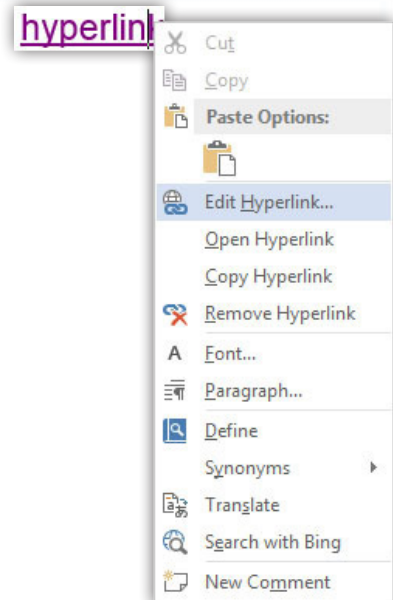 hyperlink
Cut
Copy
Paste Options:
Edit Hyperlink...
Open Hyperlink
Copy Hyperlink
Remove Hyperlink
A Font...
Paragraph...
Define
Synonyms
Translate
Search with Bing
New Comment